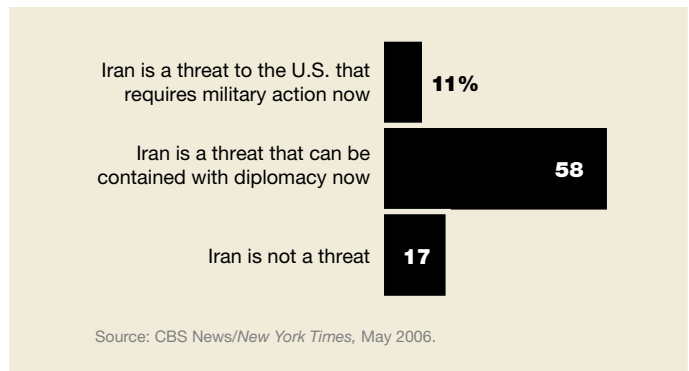 Iran is a threat to the U.S. that
requires military action now
11%
Iran is a threat that can be
contained with diplomacy now
58
Iran is not a threat
17
Source: CBS News/New York Times, May 2006.